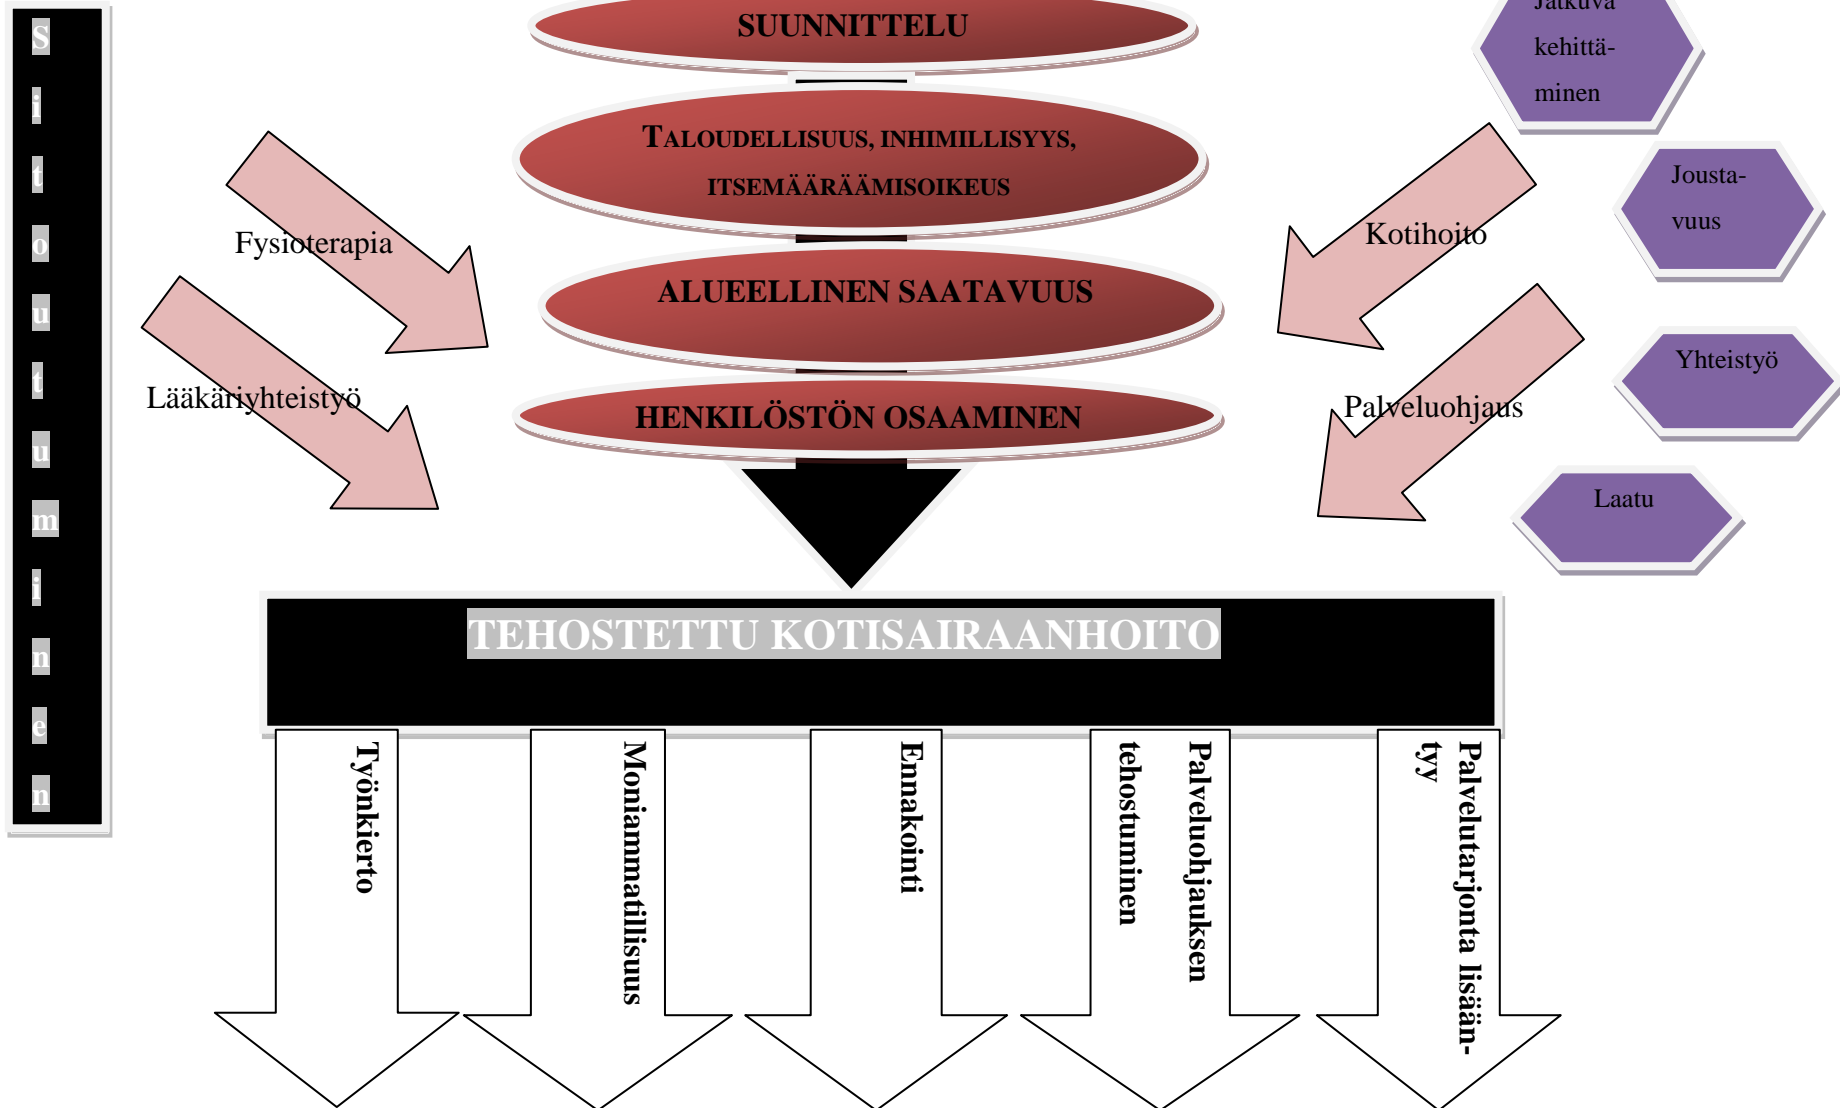 S
i
t
o
u
t
u
m
i
n
e
n
SUUNNITTELU
TALOUDELLISUUS, INHIMILLISYYS,
ITSEMÄÄRÄÄMISOIKEUS
ALUEELLINEN SAATAVUUS
HENKILÖSTÖN OSAAMINEN
Fysioterapia
Lääkäriyhteistyö
Kotihoito
Palveluohjaus
Jatkuva
kehittä-
minen
Jousta-
vuus
Yhteistyö
Laatu
TEHOSTETTU KOTISAIRAANHOITO
Työnkierto
Moniammatillisuus
Ennakointi
Palveluohjauksen
tehostuminen
Palvelutarjonta lisään-
tyy